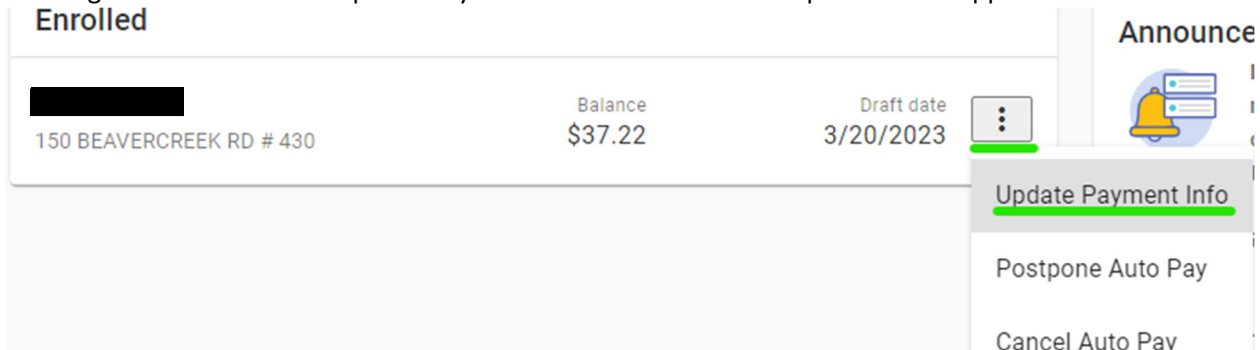 Enrolled
Announce
Balance
Draft date
150 BEAVERCREEK RD # 430
$37.22
3/20/2023
Update Payment Info
Postpone Auto Pay
Cancel Auto Pay